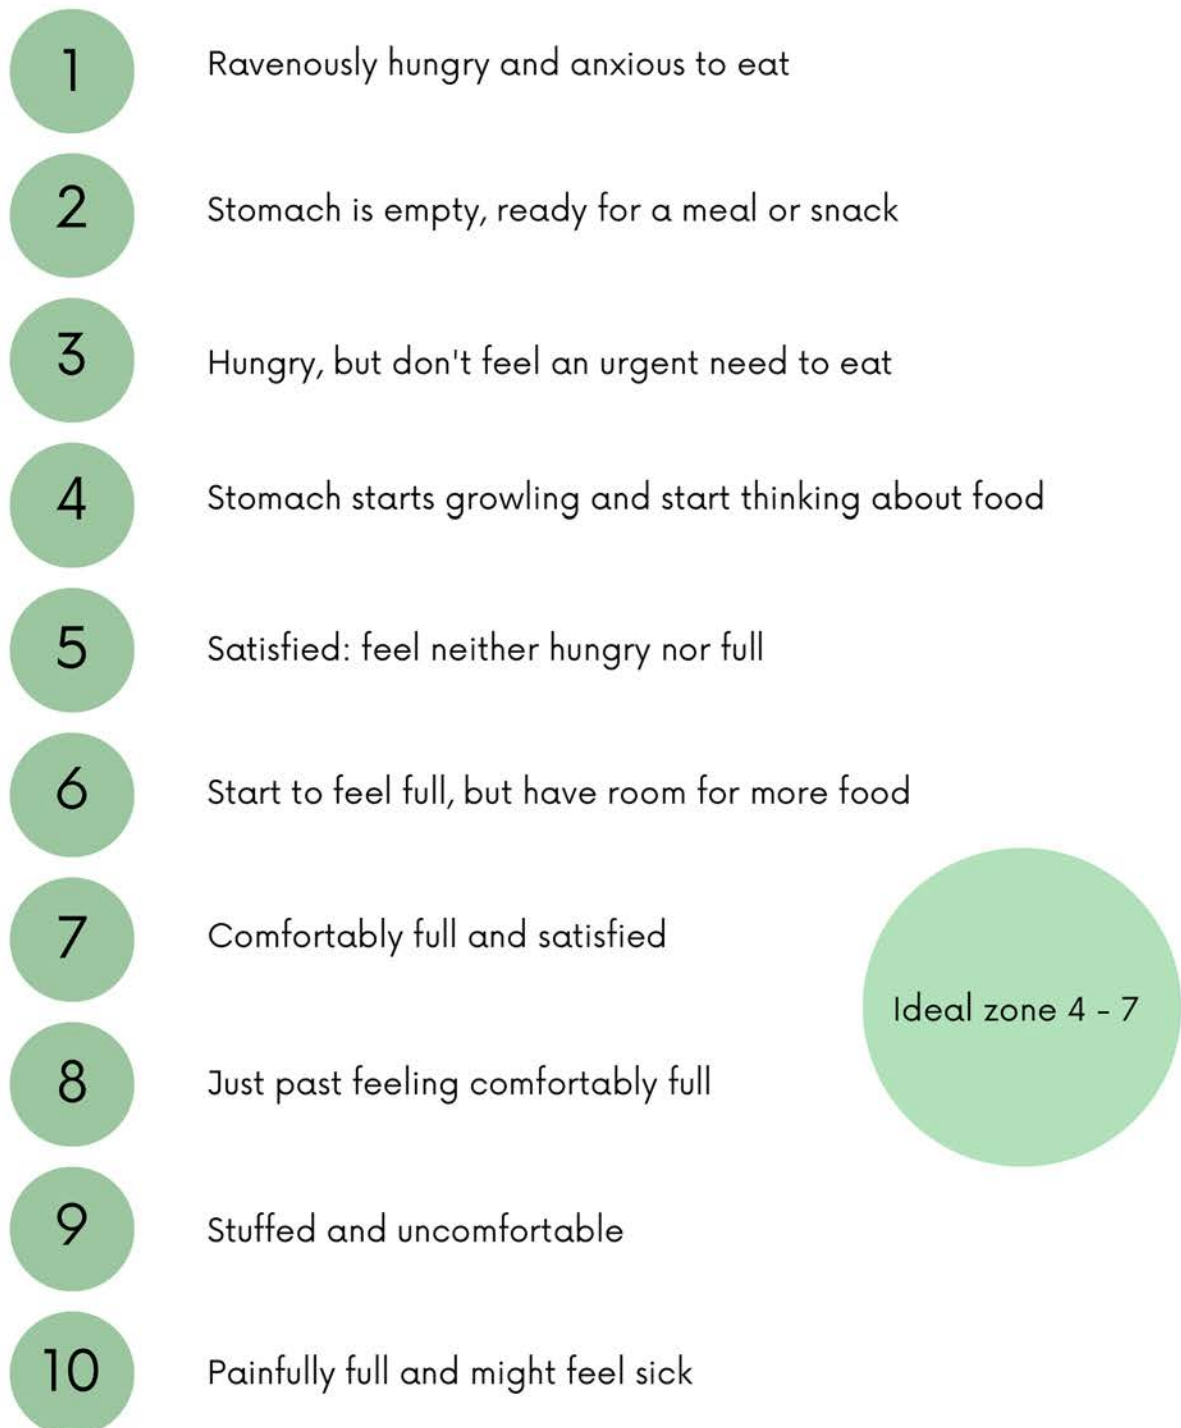 1 Ravenously hungry and anxious to eat
2 Stomach is empty, ready for a meal or snack
3 Hungry, but don't feel an urgent need to eat
4 Stomach starts growling and start thinking about food
5 Satisfied: feel neither hungry nor full
6 Start to feel full, but have room for more food
7 Comfortably full and satisfied
Ideal zone 4 - 7
8 Just past feeling comfortably full
9 Stuffed and uncomfortable
10 Painfully full and might feel sick